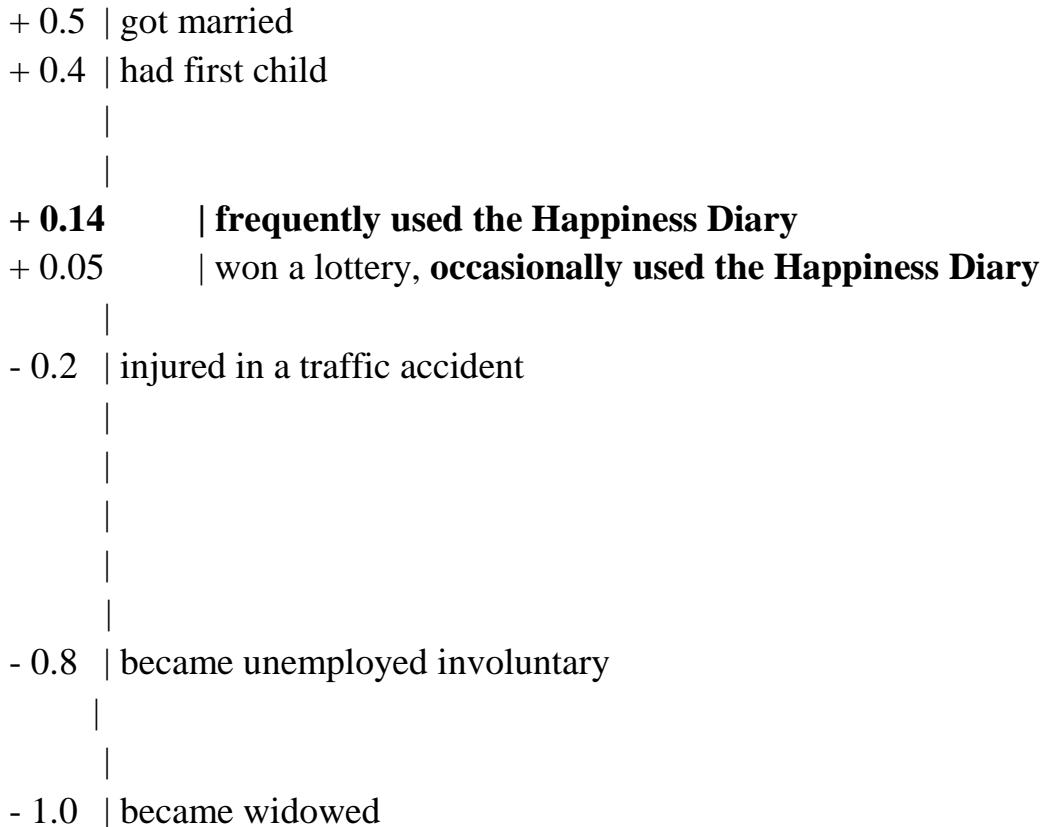 + 0.5 | got married
+ 0.4 | had first child
|
|
+ 0.14 | frequently used the Happiness Diary
+ 0.05 | won a lottery, occasionally used the Happiness Diary
|
- 0.2 | injured in a traffic accident
|
|
|
|
|
- 0.8 | became unemployed involuntary
|
|
- 1.0 | became widowed